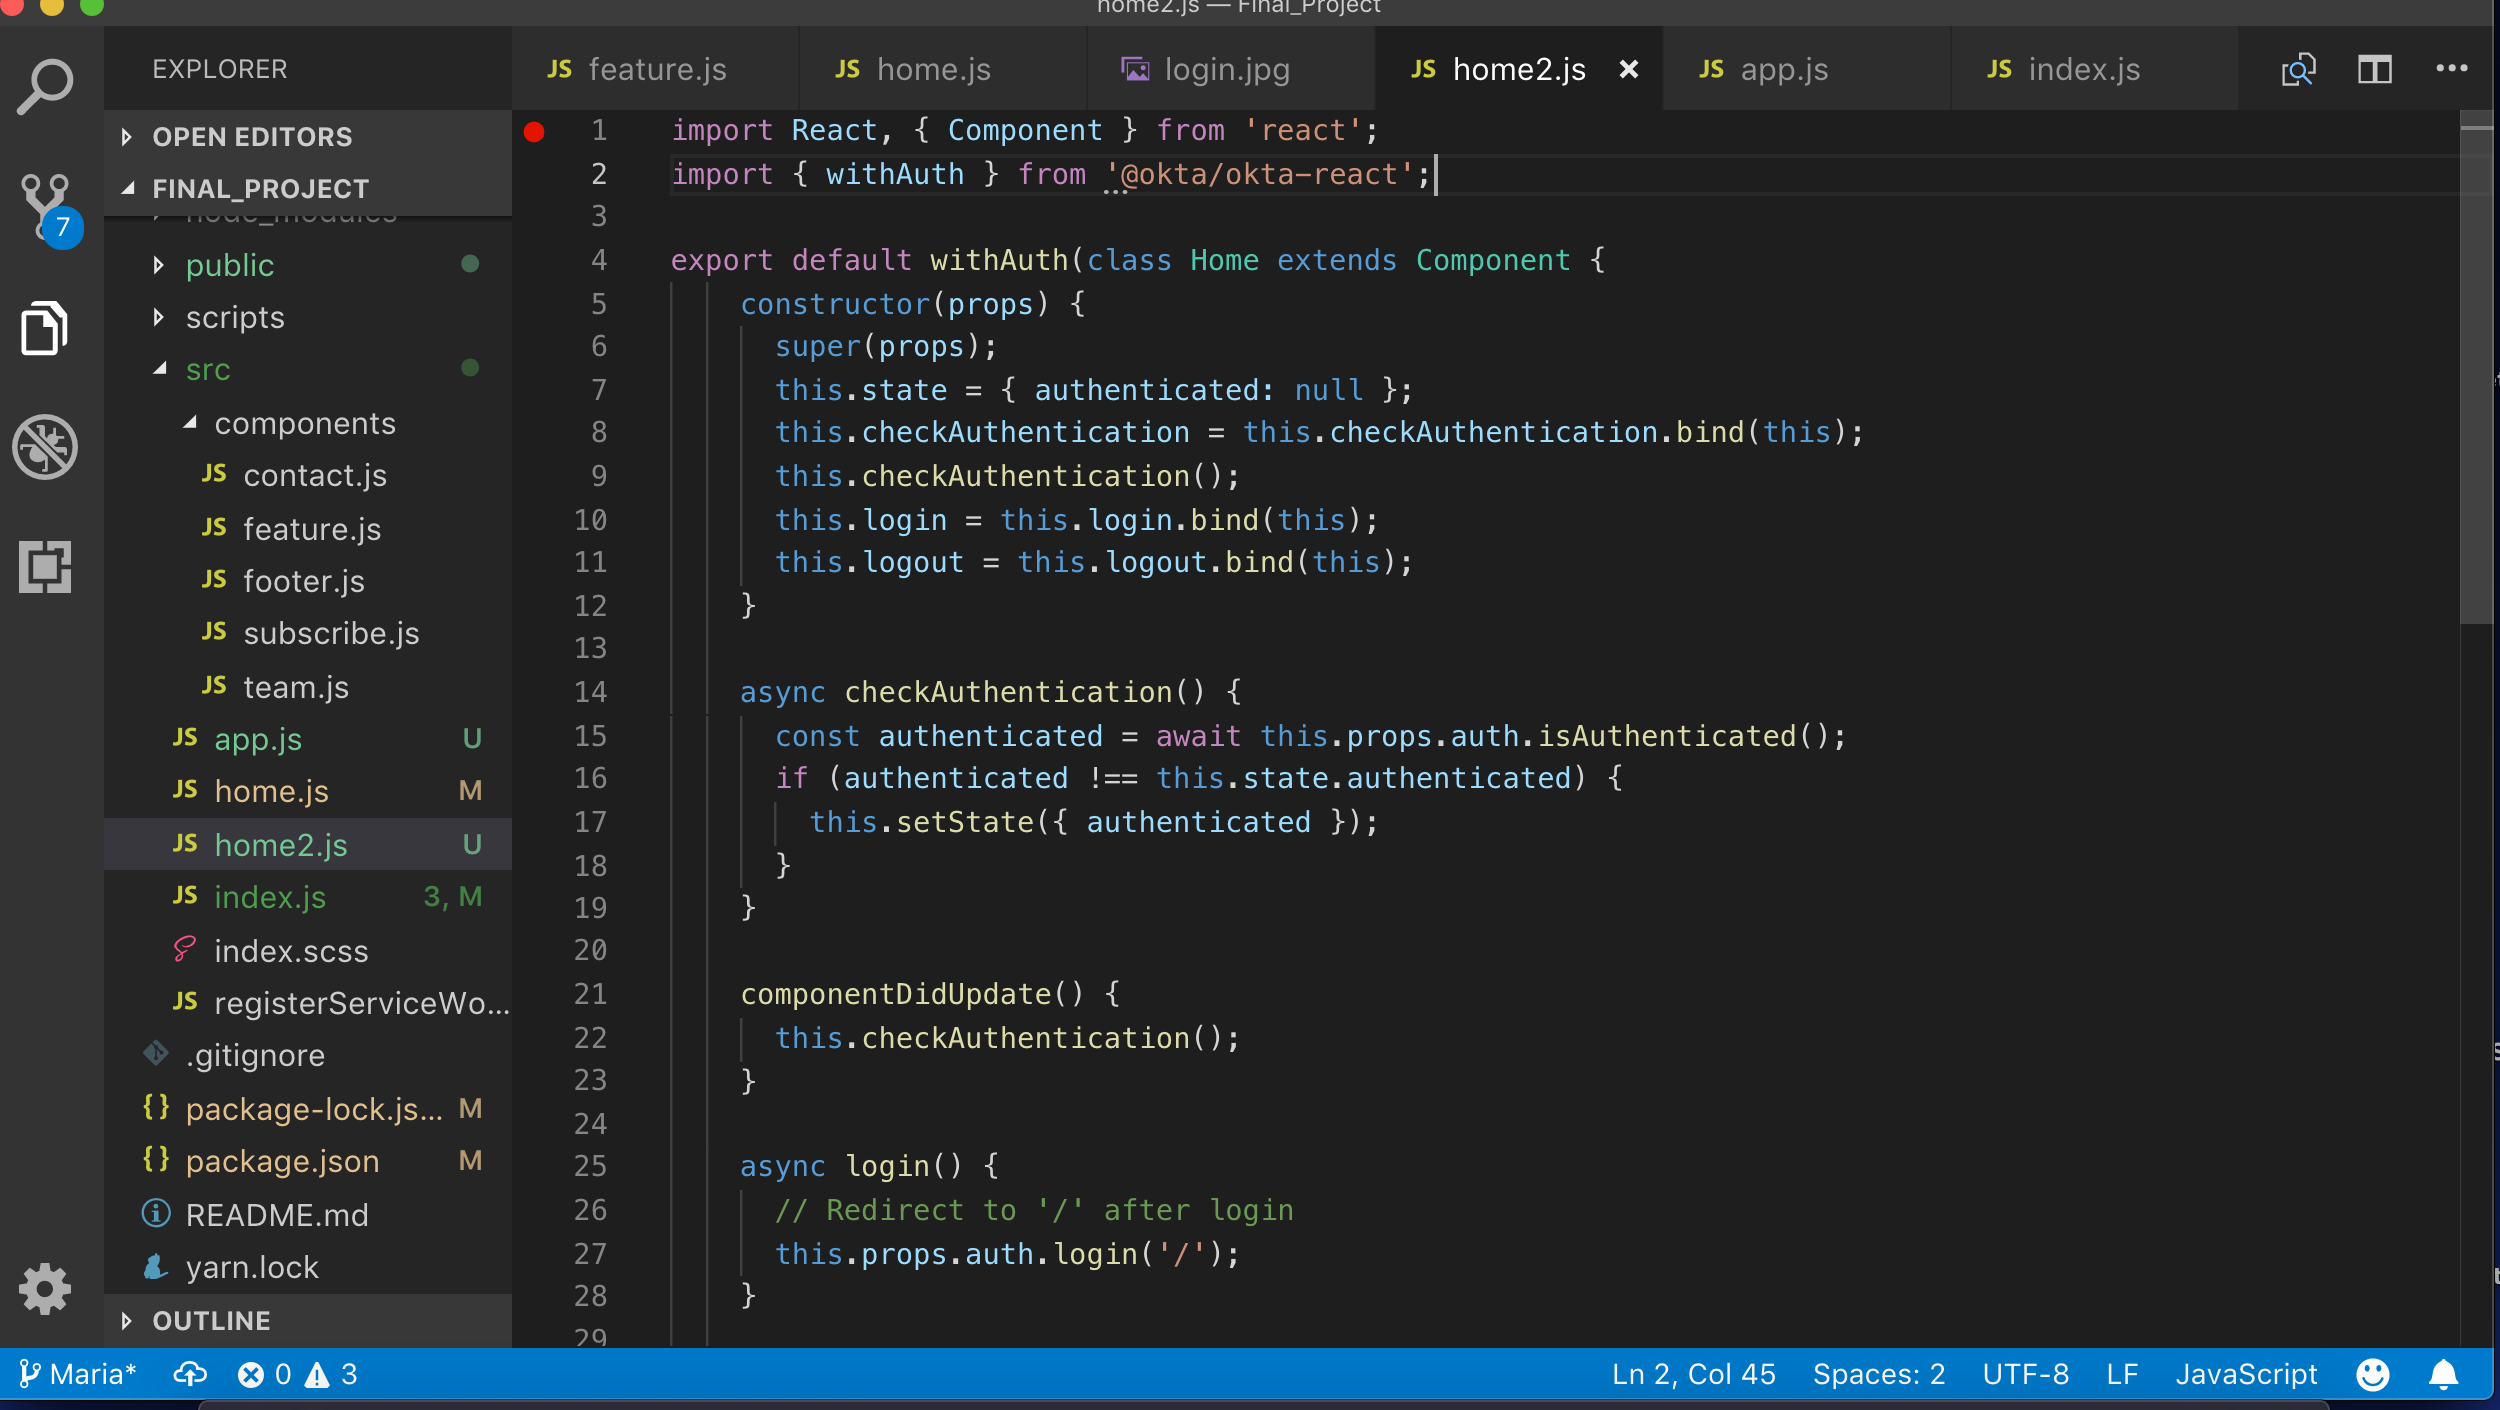 home2.js — Final_Project
EXPLORER
OPEN EDITORS
FINAL_PROJECT
node_modules
public
scripts
src
components
JS contact.js
JS feature.js
JS footer.js
JS subscribe.js
JS team.js
JS app.js U
JS home.js M
JS home2.js U
JS index.js 3, M
index.scss
JS registerServiceWo...
.gitignore
{} package-lock.js... M
{} package.json M
README.md
yarn.lock
OUTLINE
7
JS feature.js
JS home.js
login.jpg
JS home2.js
JS app.js
JS index.js
1 import React, { Component } from 'react';
2 import { withAuth } from '@okta/okta-react';
3
4 export default withAuth(class Home extends Component {
5 constructor(props) {
6 super(props);
7 this.state = { authenticated: null };
8 this.checkAuthentication = this.checkAuthentication.bind(this);
9 this.checkAuthentication();
10 this.login = this.login.bind(this);
11 this.logout = this.logout.bind(this);
12 }
13
14 async checkAuthentication() {
15 const authenticated = await this.props.auth.isAuthenticated();
16 if (authenticated !== this.state.authenticated) {
17 this.setState({ authenticated });
18 }
19 }
20
21 componentDidUpdate() {
22 this.checkAuthentication();
23 }
24
25 async login() {
26 // Redirect to '/' after login
27 this.props.auth.login('/');
28 }
29
Maria* 0 3 Ln 2, Col 45 Spaces: 2 UTF-8 LF JavaScript